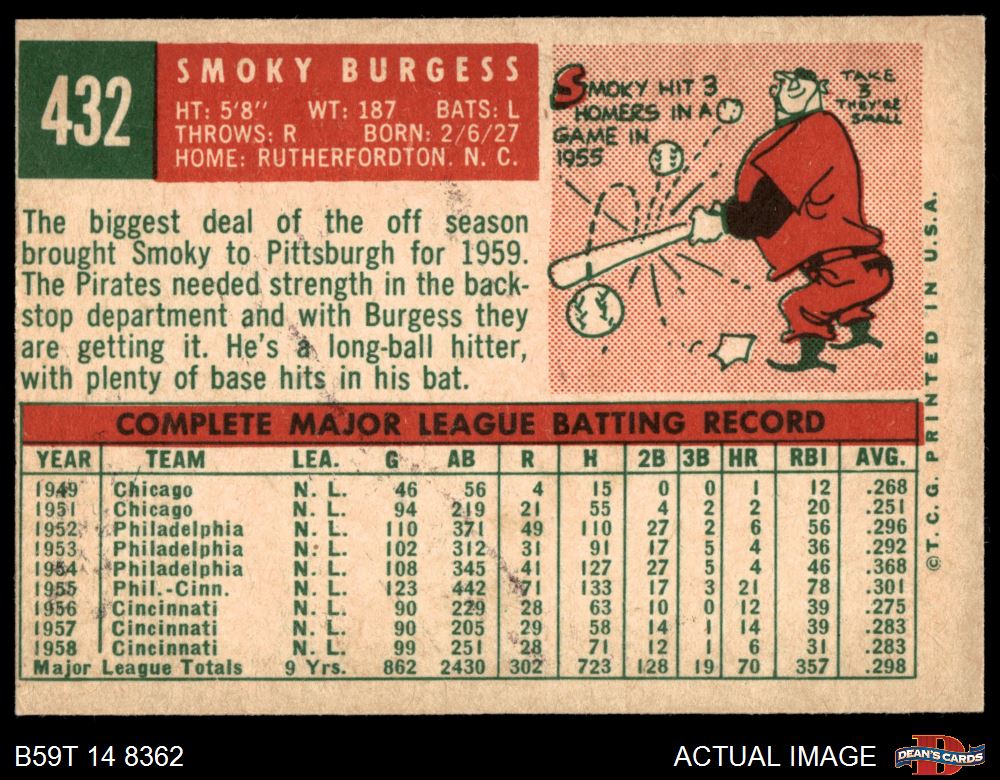 432
SMOKY BURGESS
HT: 5'8" WT: 187 BATS: L
THROWS: R BORN: 2/6/27
HOME: RUTHERFORDTON. N. C.
SMOKY HIT 3
HOMERS IN A
GAME IN
1955
TAKE
3
THEY'RE
SMALL
The biggest deal of the off season
brought Smoky to Pittsburgh for 1959.
The Pirates needed strength in the back-
stop department and with Burgess they
are getting it. He's a long-ball hitter,
with plenty of base hits in his bat.
COMPLETE MAJOR LEAGUE BATTING RECORD
YEAR TEAM LEA. G AB R H 2B 3B HR RBI AVG.
1949 Chicago N. L. 46 56 4 15 0 0 1 12 .268
1951 Chicago N. L. 94 219 21 55 4 2 2 20 .251
1952 Philadelphia N. L. 110 371 49 110 27 2 6 56 .296
1953 Philadelphia N. L. 102 312 31 91 17 5 4 36 .292
1954 Philadelphia N. L. 108 345 41 127 27 5 4 46 .368
1955 Phil.-Cinn. N. L. 123 442 71 133 17 3 21 78 .301
1956 Cincinnati N. L. 90 229 28 63 10 0 12 39 .275
1957 Cincinnati N. L. 90 205 29 58 14 1 14 39 .283
1958 Cincinnati N. L. 99 251 28 71 12 1 6 31 .283
Major League Totals 9 Yrs. 862 2430 302 723 128 19 70 357 .298
©T. C. G. PRINTED IN U. S. A.
B59T 14 8362
ACTUAL IMAGE
D
DEAN'S CARDS